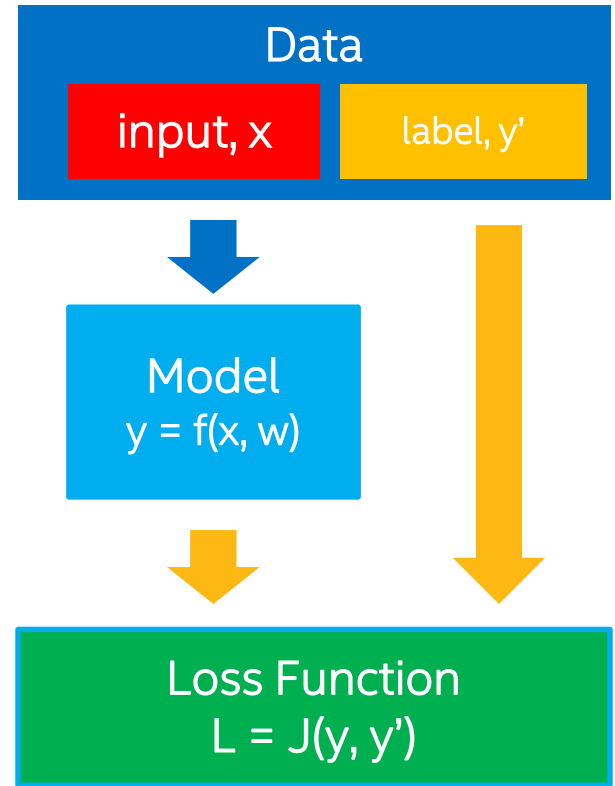 Data
input, x
label, y’
Model
y = f(x, w)
Loss Function
L = J(y, y’)